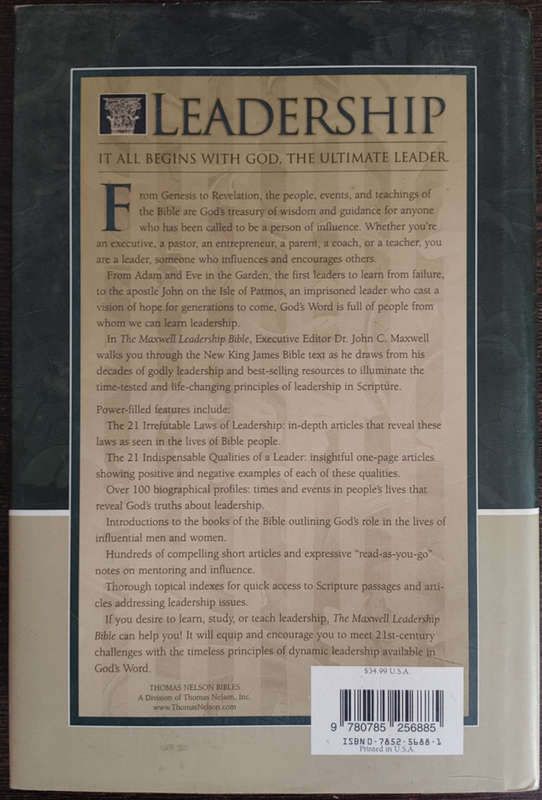 LEADERSHIP
IT ALL BEGINS WITH GOD, THE ULTIMATE LEADER.
From Genesis to Revelation, the people, events, and teachings of
the Bible are God's treasury of wisdom and guidance for anyone
who has been called to be a person of influence. Whether you're
an executive, a pastor, an entrepreneur, a parent, a coach, or a teacher, you
are a leader, someone who influences and encourages others.
From Adam and Eve in the Garden, the first leaders to learn from failure,
to the apostle John on the Isle of Patmos, an imprisoned leader who cast a
vision of hope for generations to come, God's Word is full of people from
whom we can learn leadership.
In The Maxwell Leadership Bible, Executive Editor Dr. John C. Maxwell
walks you through the New King James Bible text as he draws from his
decades of godly leadership and best-selling resources to illuminate the
time-tested and life-changing principles of leadership in Scripture.
Power-filled features include:
The 21 Irrefutable Laws of Leadership: in-depth articles that reveal these
laws as seen in the lives of Bible people.
The 21 Indispensable Qualities of a Leader: insightful one-page articles
showing positive and negative examples of each of these qualities.
Over 100 biographical profiles: times and events in people's lives that
reveal God's truths about leadership.
Introductions to the books of the Bible outlining God's role in the lives of
influential men and women.
Hundreds of compelling short articles and expressive "read-as-you-go"
notes on mentoring and influence.
Thorough topical indexes for quick access to Scripture passages and arti-
cles addressing leadership issues.
If you desire to learn, study, or teach leadership, The Maxwell Leadership
Bible can help you! It will equip and encourage you to meet 21st-century
challenges with the timeless principles of dynamic leadership available in
God's Word.
THOMAS NELSON BIBLES
A Division of Thomas Nelson, Inc.
www.ThomasNelson.com
$34.99 U.S.A.
9 780785 256885
ISBN 0-7852-5688-1
Printed in U.S.A.